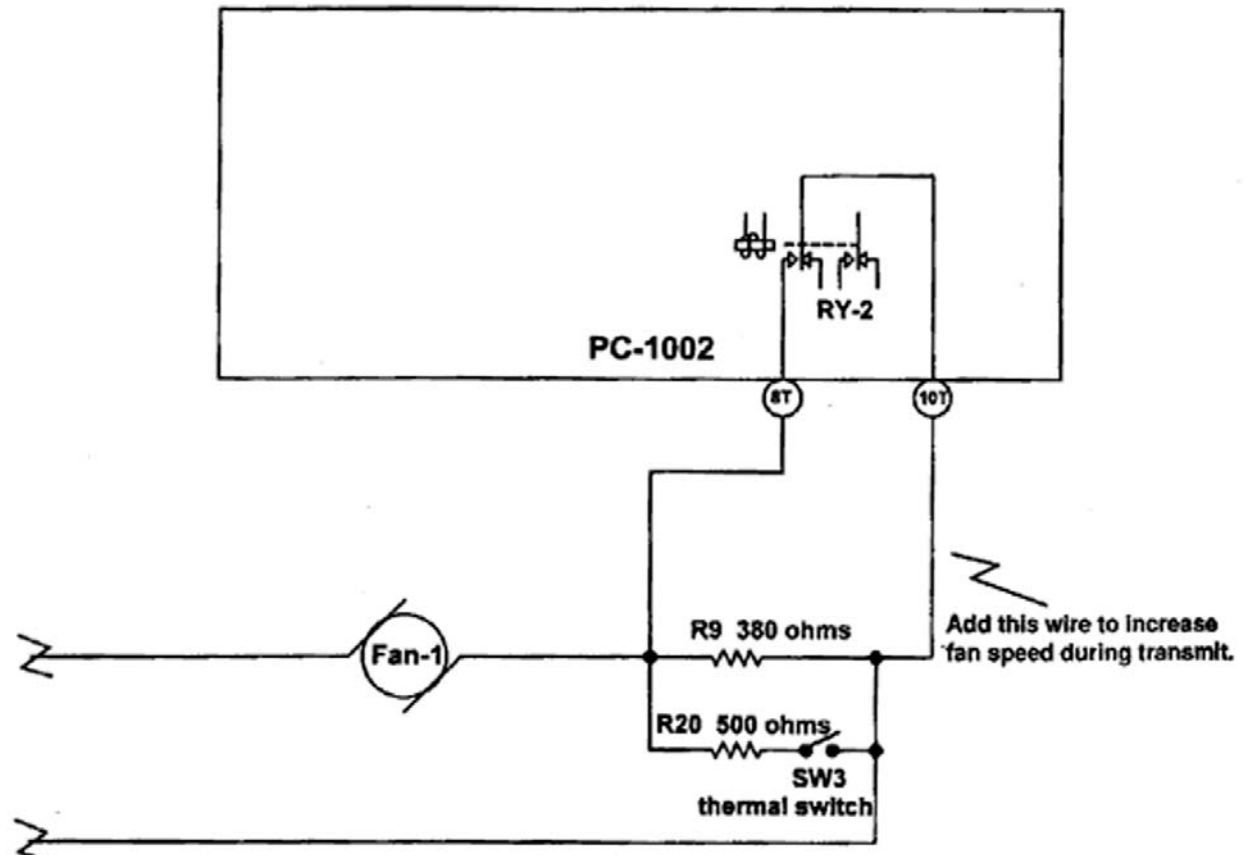 RY-2
PC-1002
8T
10T
Add this wire to increase
fan speed during transmit.
R9 380 ohms
Fan-1
R20 500 ohms
SW3
thermal switch